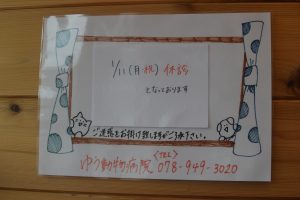 1/11(月祝)休診
となっております
ご迷惑をお掛け致しますがご了承下さい。
ゆう動物病院 <TEL> 078-949-3020